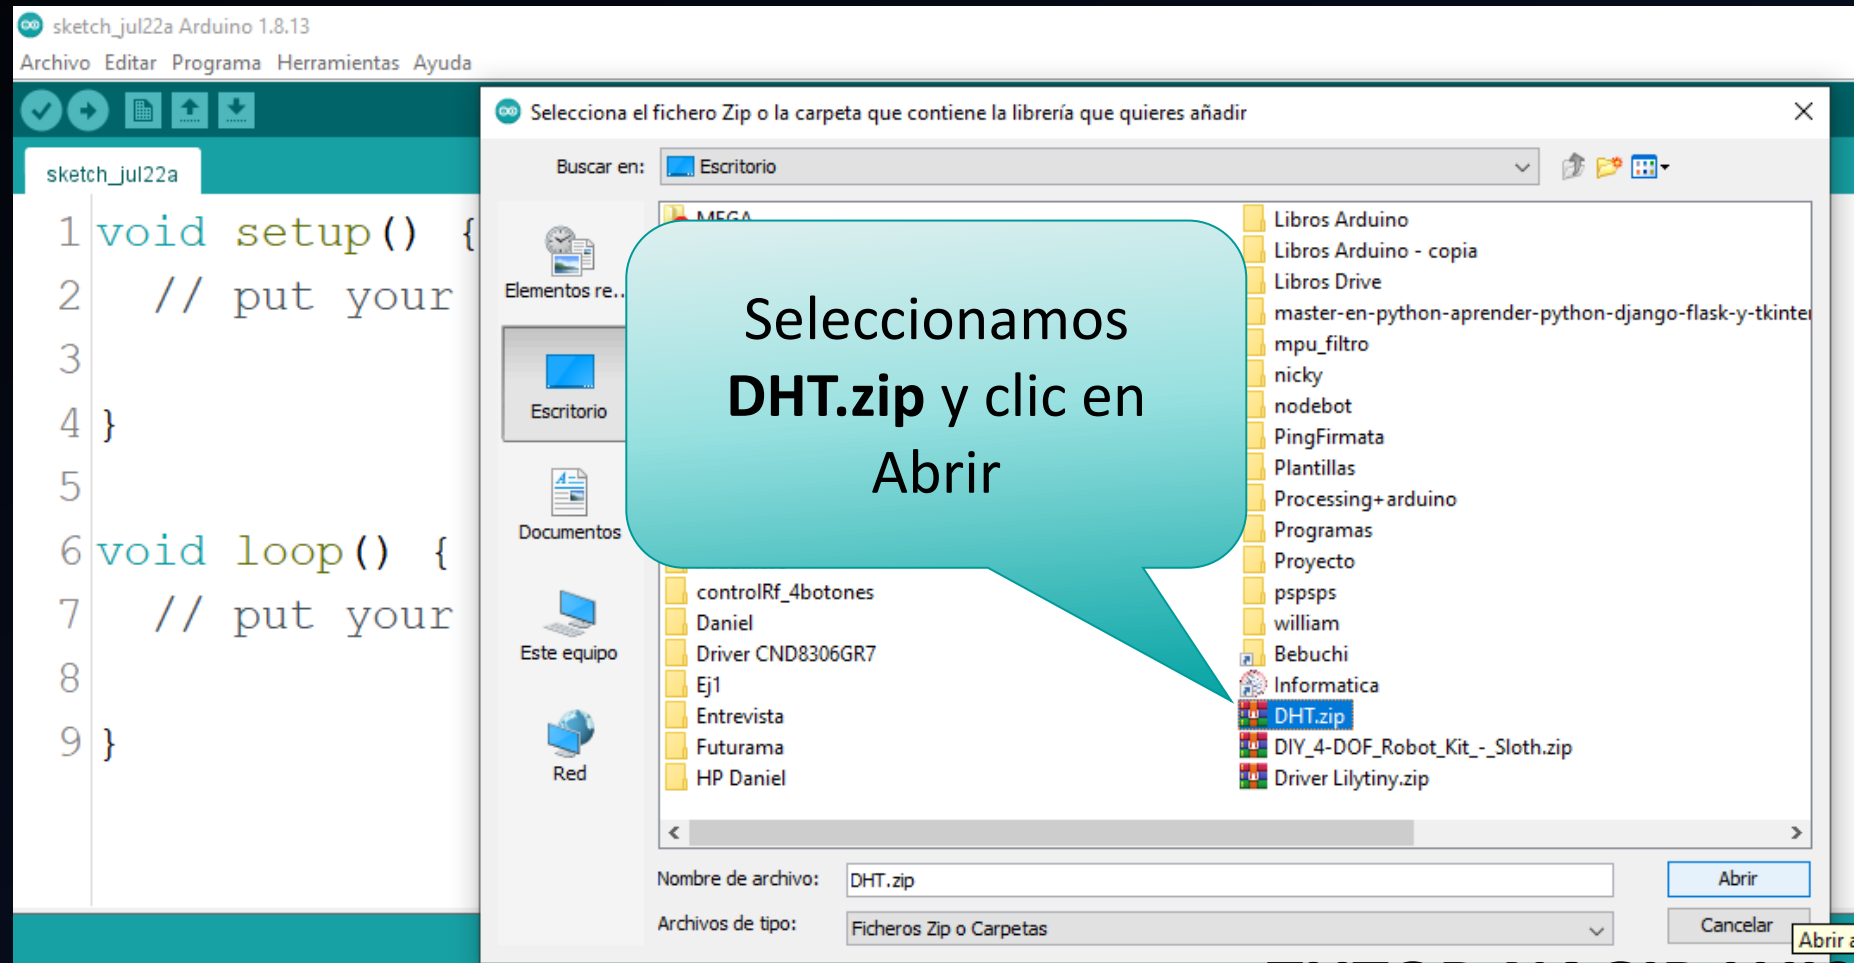 sketch_jul22a Arduino 1.8.13
Archivo Editar Programa Herramientas Ayuda
sketch_jul22a
1 void setup() {
2 // put your
3
4 }
5
6 void loop() {
7 // put your
8
9 }
Selecciona el fichero Zip o la carpeta que contiene la librería que quieres añadir
Buscar en:
Escritorio
Elementos re...
Escritorio
Documentos
Este equipo
Red
MEGA
Seleccionamos
DHT.zip y clic en
Abrir
controlRf_4botones
Daniel
Driver CND8306GR7
Ej1
Entrevista
Futurama
HP Daniel
Libros Arduino
Libros Arduino - copia
Libros Drive
master-en-python-aprender-python-django-flask-y-tkinter
mpu_filtro
nicky
nodebot
PingFirmata
Plantillas
Processing+arduino
Programas
Proyecto
pspsps
william
Bebuchi
Informatica
DHT.zip
DIY_4-DOF_Robot_Kit_-_Sloth.zip
Driver Lilytiny.zip
Nombre de archivo:
DHT.zip
Abrir
Archivos de tipo:
Ficheros Zip o Carpetas
Cancelar
Abrir a